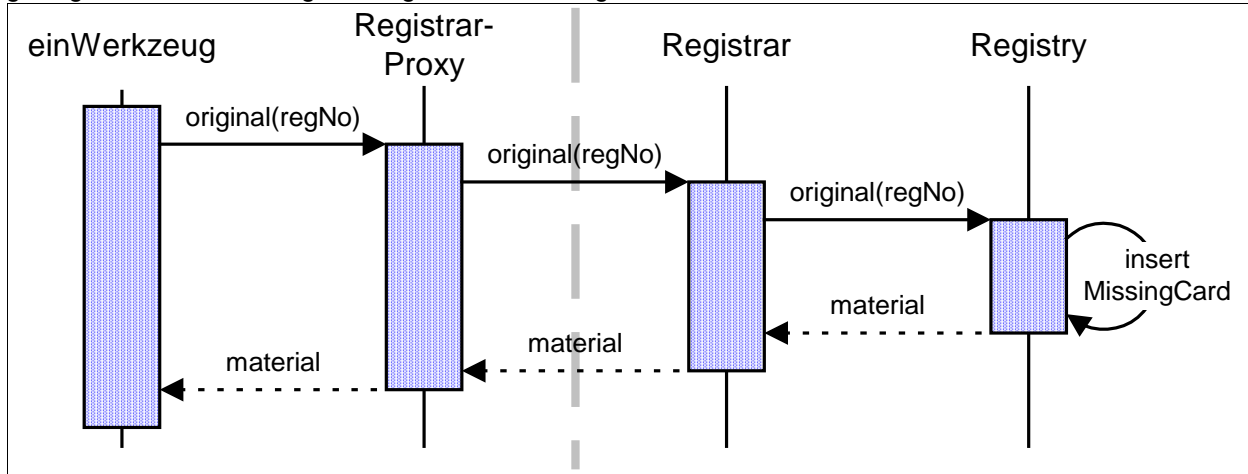 einWerkzeug
Registrar-
Proxy
Registrar
Registry
original(regNo)
original(regNo)
original(regNo)
insert
MissingCard
material
material
material